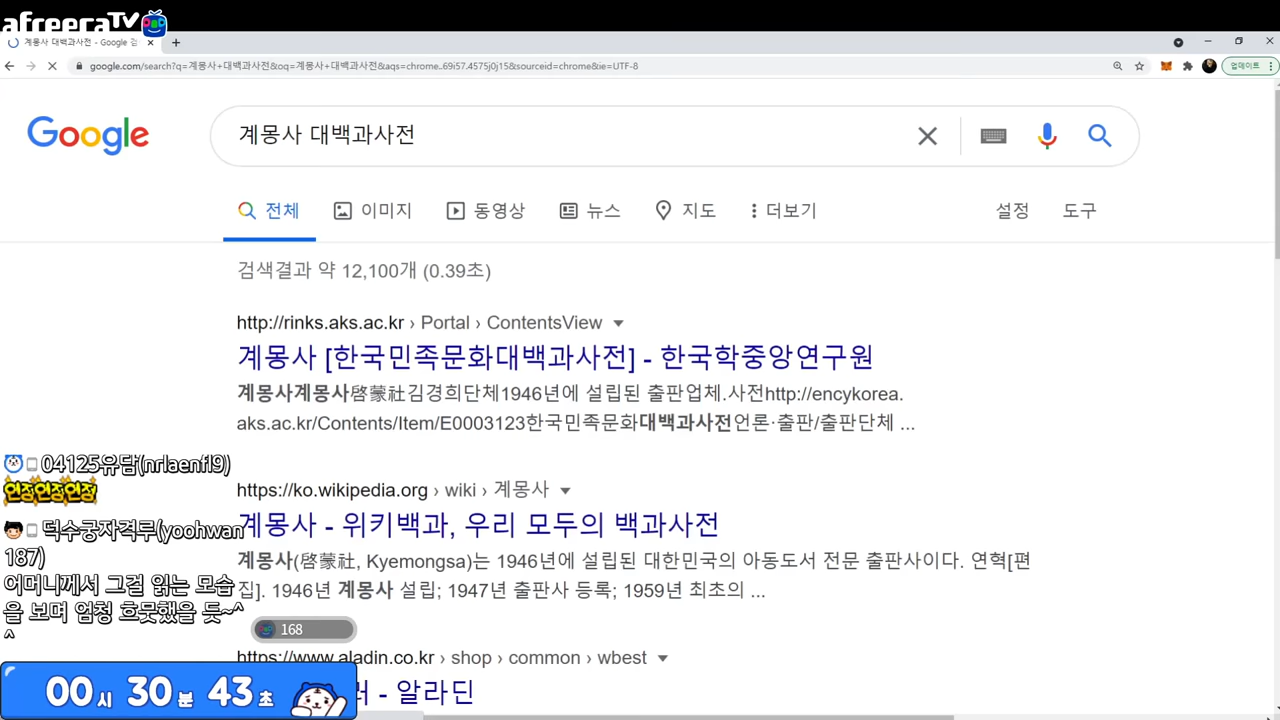 afreecaTV
계몽사 대백과사전 - Google 검
google.com/search?q=계몽사+대백과사전&oq=계몽사+대백과사전&aqs=chrome..69i57.4575j0j15&sourceid=chrome&ie=UTF-8
업데이트
Google
계몽사 대백과사전
전체 이미지 동영상 뉴스 지도 더보기 설정 도구
검색결과 약 12,100개 (0.39초)
http://rinks.aks.ac.kr › Portal › ContentsView
계몽사 [한국민족문화대백과사전] - 한국학중앙연구원
계몽사계몽사啓蒙社김경희단체1946년에 설립된 출판업체.사전http://encykorea.
aks.ac.kr/Contents/Item/E0003123한국민족문화대백과사전언론·출판/출판단체 ...
https://ko.wikipedia.org › wiki › 계몽사
계몽사 - 위키백과, 우리 모두의 백과사전
계몽사(啓蒙社, Kyemongsa)는 1946년에 설립된 대한민국의 아동도서 전문 출판사이다. 연혁[편
집]. 1946년 계몽사 설립; 1947년 출판사 등록; 1959년 최초의 ...
https://www.aladin.co.kr › shop › common › wbest
러 - 알라딘
04125유담(nrlaenfl9)
인정인정인정
덕수궁자격루(yoohwan
187)
어머니께서 그걸 읽는 모습
을 보며 엄청 흐뭇했을 듯~^
^
168
00시 30분 43초